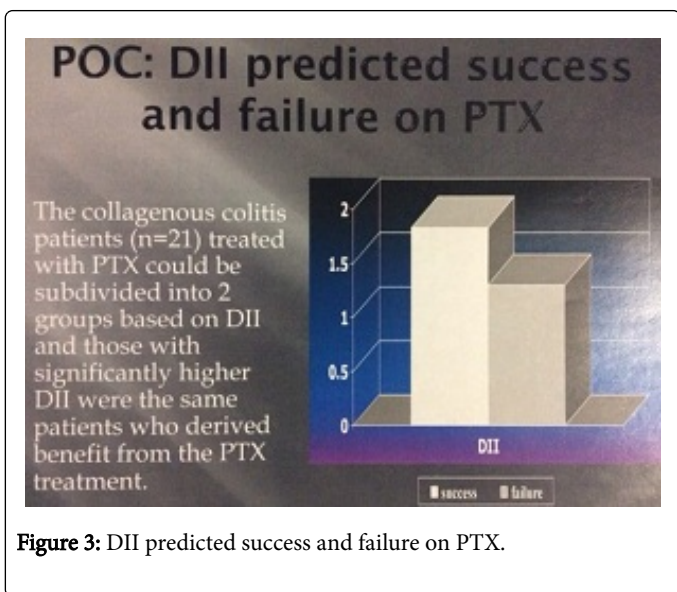 POC: DII predicted success
and failure on PTX
The collagenous colitis
patients (n=21) treated
with PTX could be
subdivided into 2
groups based on DII
and those with
significantly higher
DII were the same
patients who derived
benefit from the PTX
treatment.
2
1.5
1
0.5
0
DII
success failure
Figure 3: DII predicted success and failure on PTX.